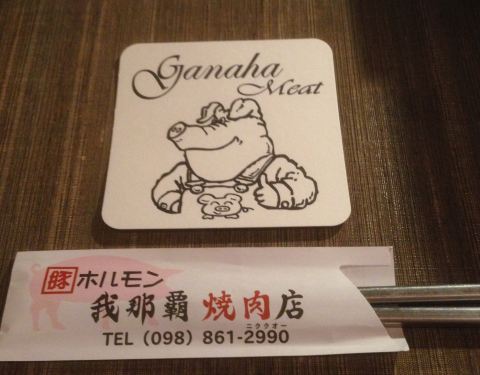 Ganaha
Meat
豚ホルモン
我那覇焼肉店
ニククオー
TEL (098) 861-2990